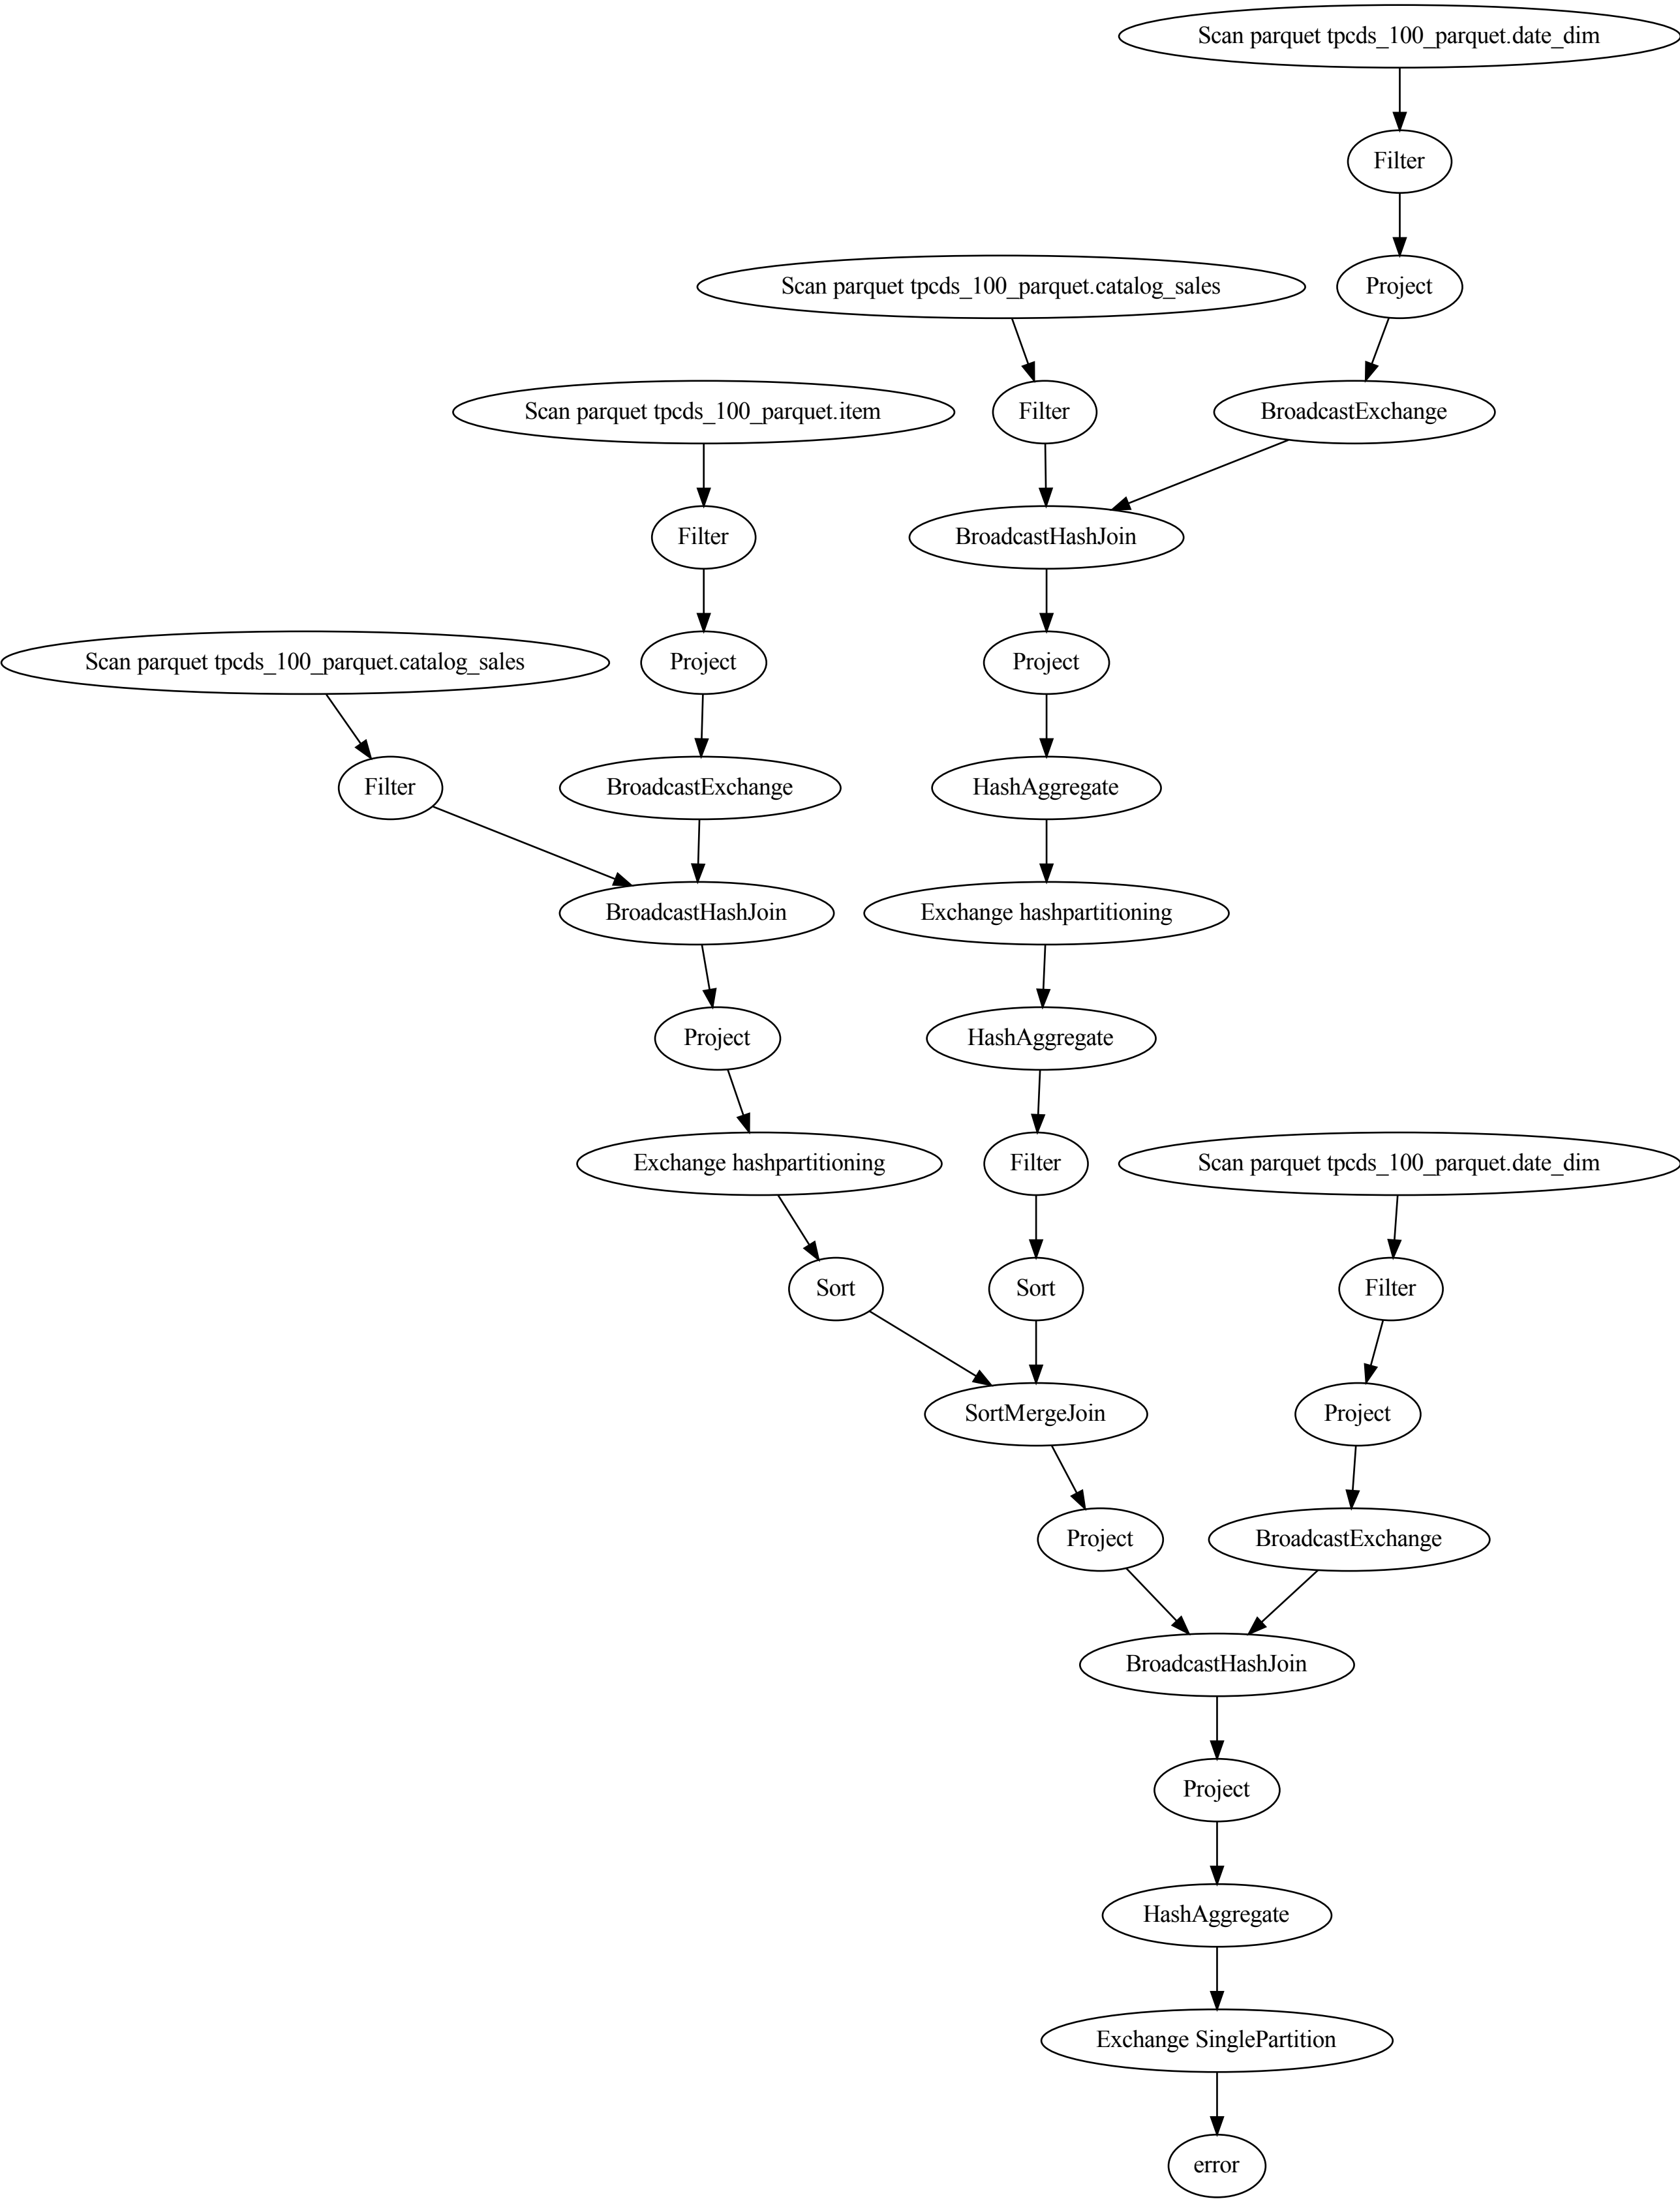 Scan parquet tpcds_100_parquet.date_dim
Filter
Scan parquet tpcds_100_parquet.catalog_sales
Project
Scan parquet tpcds_100_parquet.item
Filter
BroadcastExchange
Filter
BroadcastHashJoin
Scan parquet tpcds_100_parquet.catalog_sales
Project
Project
Filter
BroadcastExchange
HashAggregate
BroadcastHashJoin
Exchange hashpartitioning
Project
HashAggregate
Exchange hashpartitioning
Filter
Scan parquet tpcds_100_parquet.date_dim
Sort
Sort
Filter
SortMergeJoin
Project
Project
BroadcastExchange
BroadcastHashJoin
Project
HashAggregate
Exchange SinglePartition
error